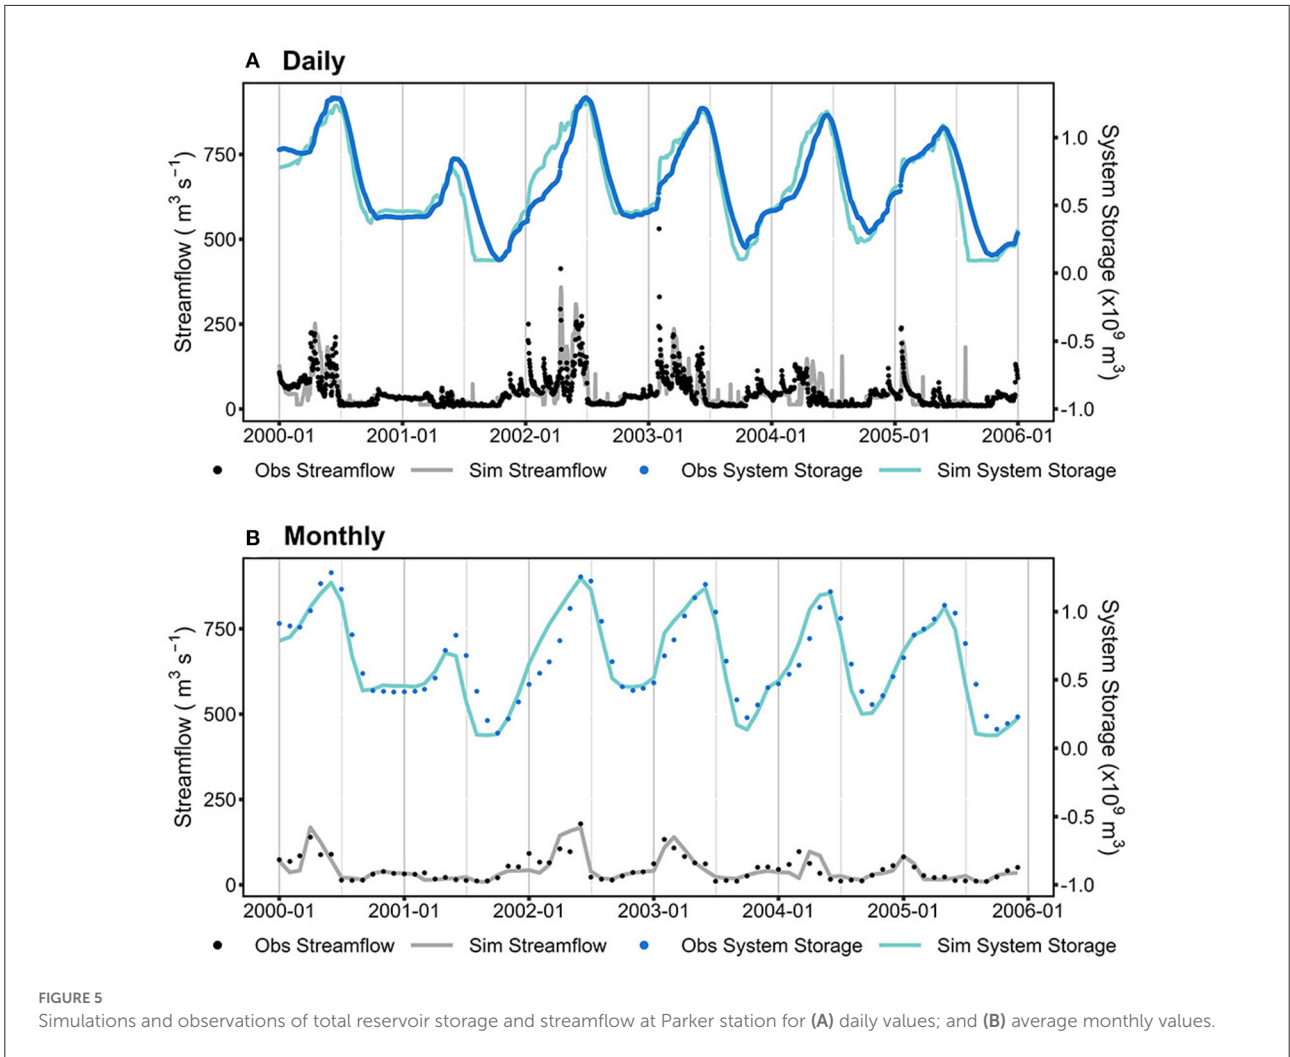 A Daily
Streamflow ( m³ s⁻¹)
750
500
250
0
1.0
0.5
0.0
-0.5
-1.0
System Storage (x10⁹ m³)
2000-01 2001-01 2002-01 2003-01 2004-01 2005-01 2006-01
Obs Streamflow Sim Streamflow Obs System Storage Sim System Storage
B Monthly
Streamflow ( m³ s⁻¹)
750
500
250
0
1.0
0.5
0.0
-0.5
-1.0
System Storage (x10⁹ m³)
2000-01 2001-01 2002-01 2003-01 2004-01 2005-01 2006-01
Obs Streamflow Sim Streamflow Obs System Storage Sim System Storage
FIGURE 5
Simulations and observations of total reservoir storage and streamflow at Parker station for (A) daily values; and (B) average monthly values.